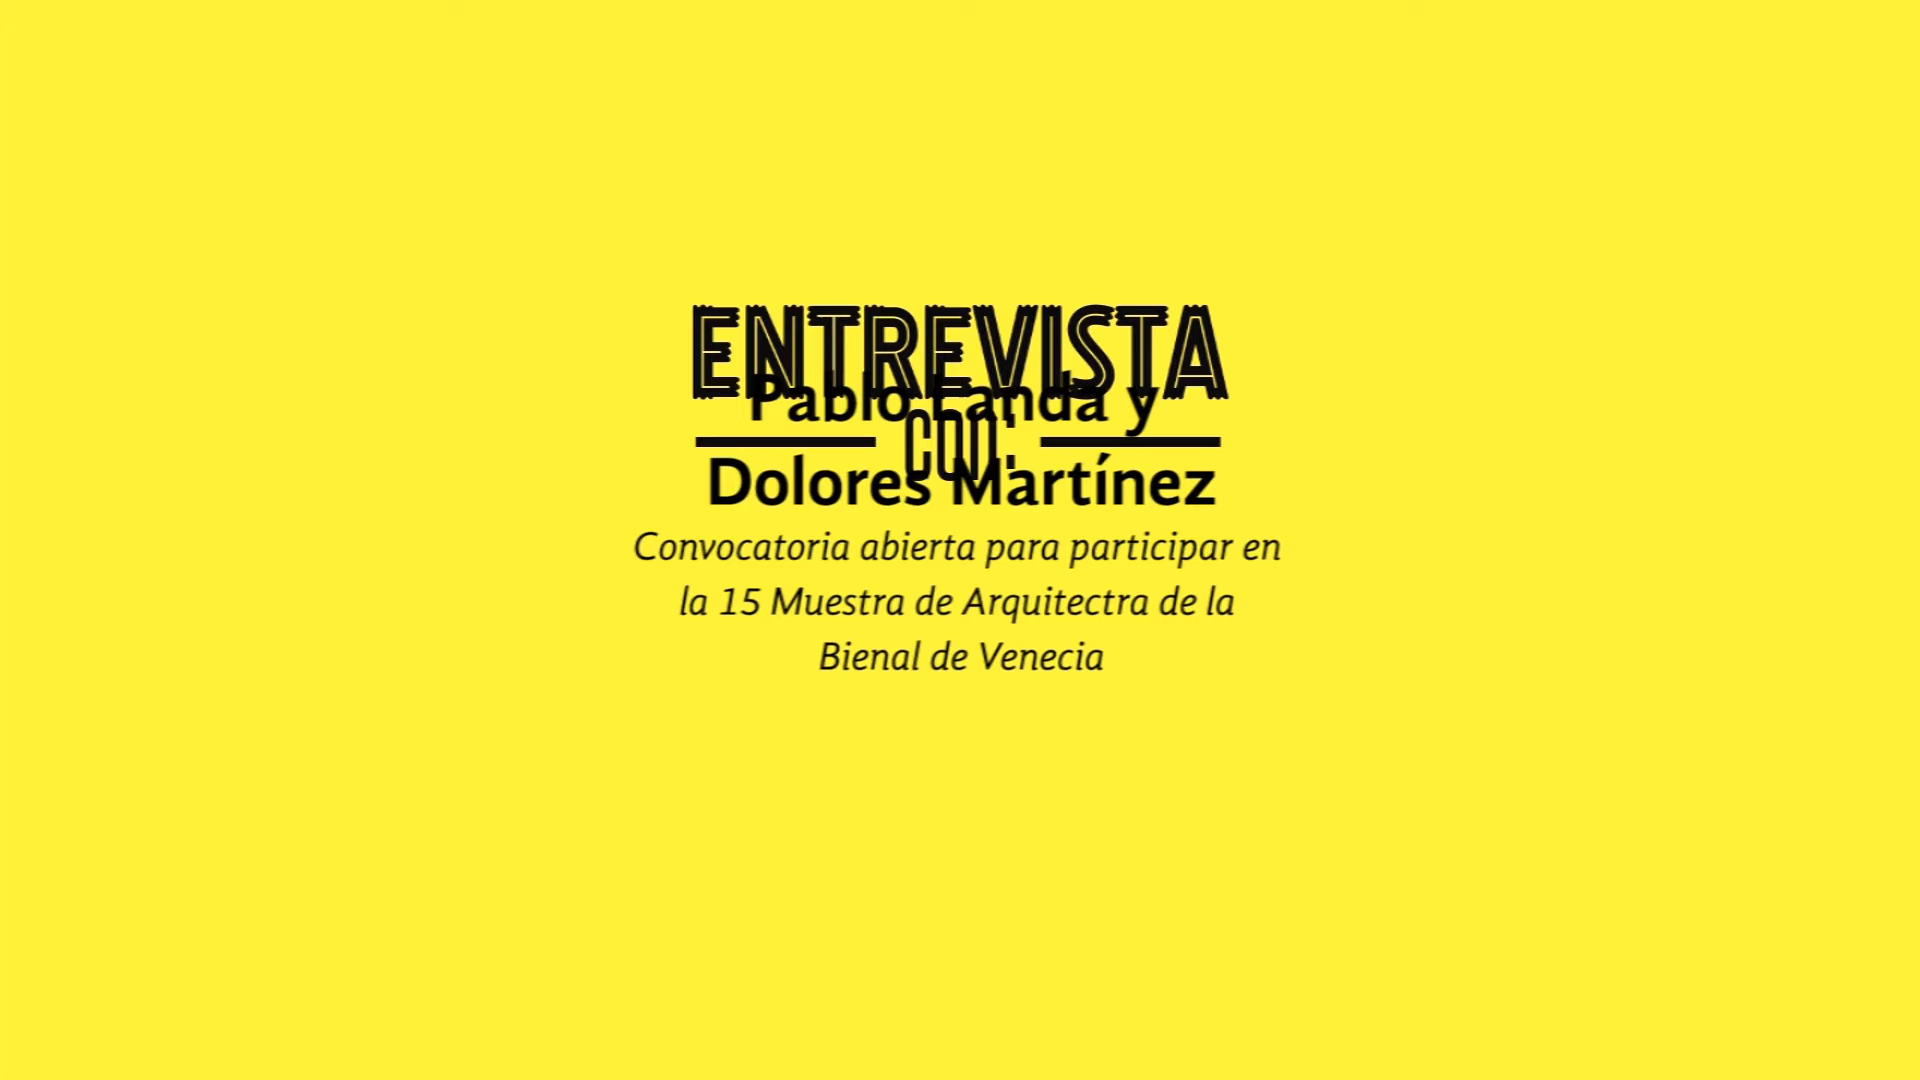 ENTREVISTA
con:
Pablo Landa y
Dolores Martínez
Convocatoria abierta para participar en
la 15 Muestra de Arquitectra de la
Bienal de Venecia